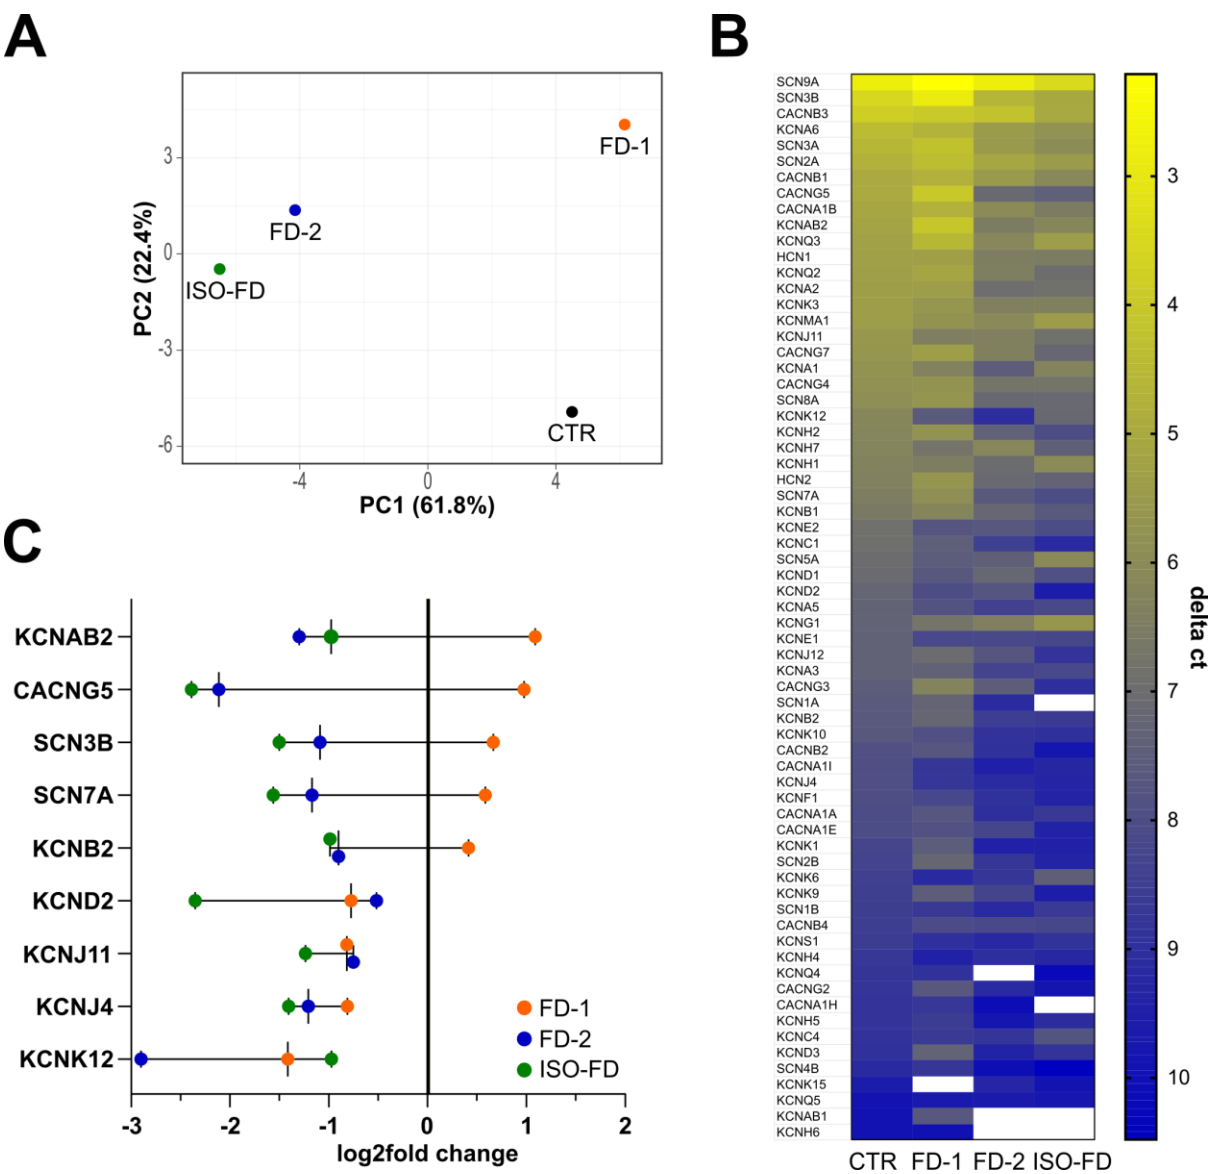 A
3
0
-3
-6
-4
0
4
PC2 (22.4%)
PC1 (61.8%)
FD-1
FD-2
ISO-FD
CTR
B
SCN9A
SCN3B
CACNB3
KCNA6
SCN3A
SCN2A
CACNB1
CACNG5
CACNA1B
KCNAB2
KCNQ3
HCN1
KCNQ2
KCNA2
KCNK3
KCNMA1
KCNJ11
CACNG7
KCNA1
CACNG4
SCN8A
KCNK12
KCNH2
KCNH7
KCNH1
HCN2
SCN7A
KCNB1
KCNE2
KCNC1
SCN5A
KCND1
KCND2
KCNA5
KCNG1
KCNE1
KCNJ12
KCNA3
CACNG3
SCN1A
KCNB2
KCNK10
CACNB2
CACNA1I
KCNJ4
KCNF1
CACNA1A
CACNA1E
KCNK1
SCN2B
KCNK6
KCNK9
SCN1B
CACNB4
KCNS1
KCNH4
KCNQ4
CACNG2
CACNA1H
KCNH5
KCNC4
KCND3
SCN4B
KCNK15
KCNQ5
KCNAB1
KCNH6
CTR FD-1 FD-2 ISO-FD
3
4
5
6
7
8
9
10
delta ct
C
KCNAB2
CACNG5
SCN3B
SCN7A
KCNB2
KCND2
KCNJ11
KCNJ4
KCNK12
FD-1
FD-2
ISO-FD
-3 -2 -1 0 1 2
log2fold change